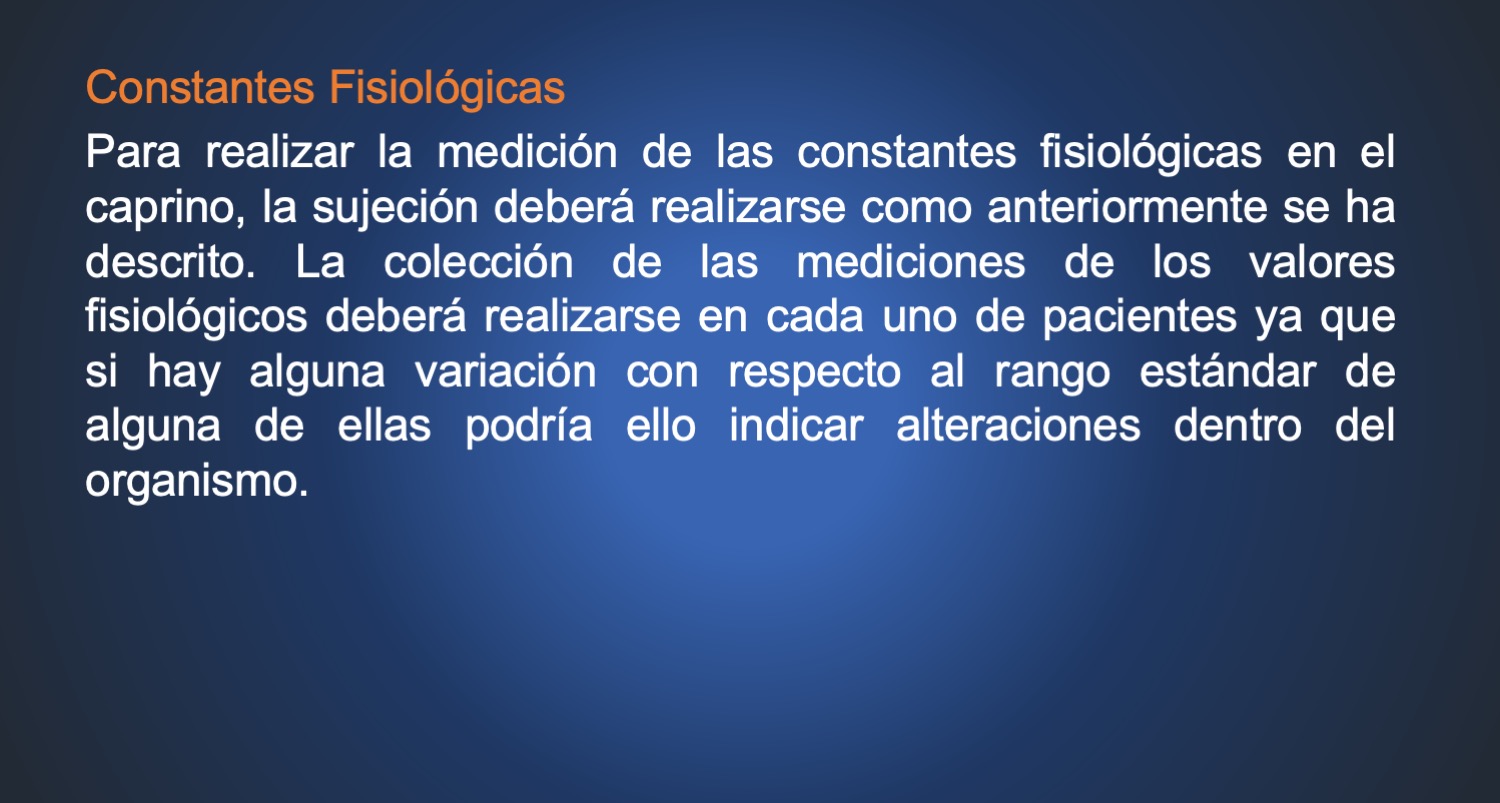 Constantes Fisiológicas
Para realizar la medición de las constantes fisiológicas en el
caprino, la sujeción deberá realizarse como anteriormente se ha
descrito. La colección de las mediciones de los valores
fisiológicos deberá realizarse en cada uno de pacientes ya que
si hay alguna variación con respecto al rango estándar de
alguna de ellas podría ello indicar alteraciones dentro del
organismo.